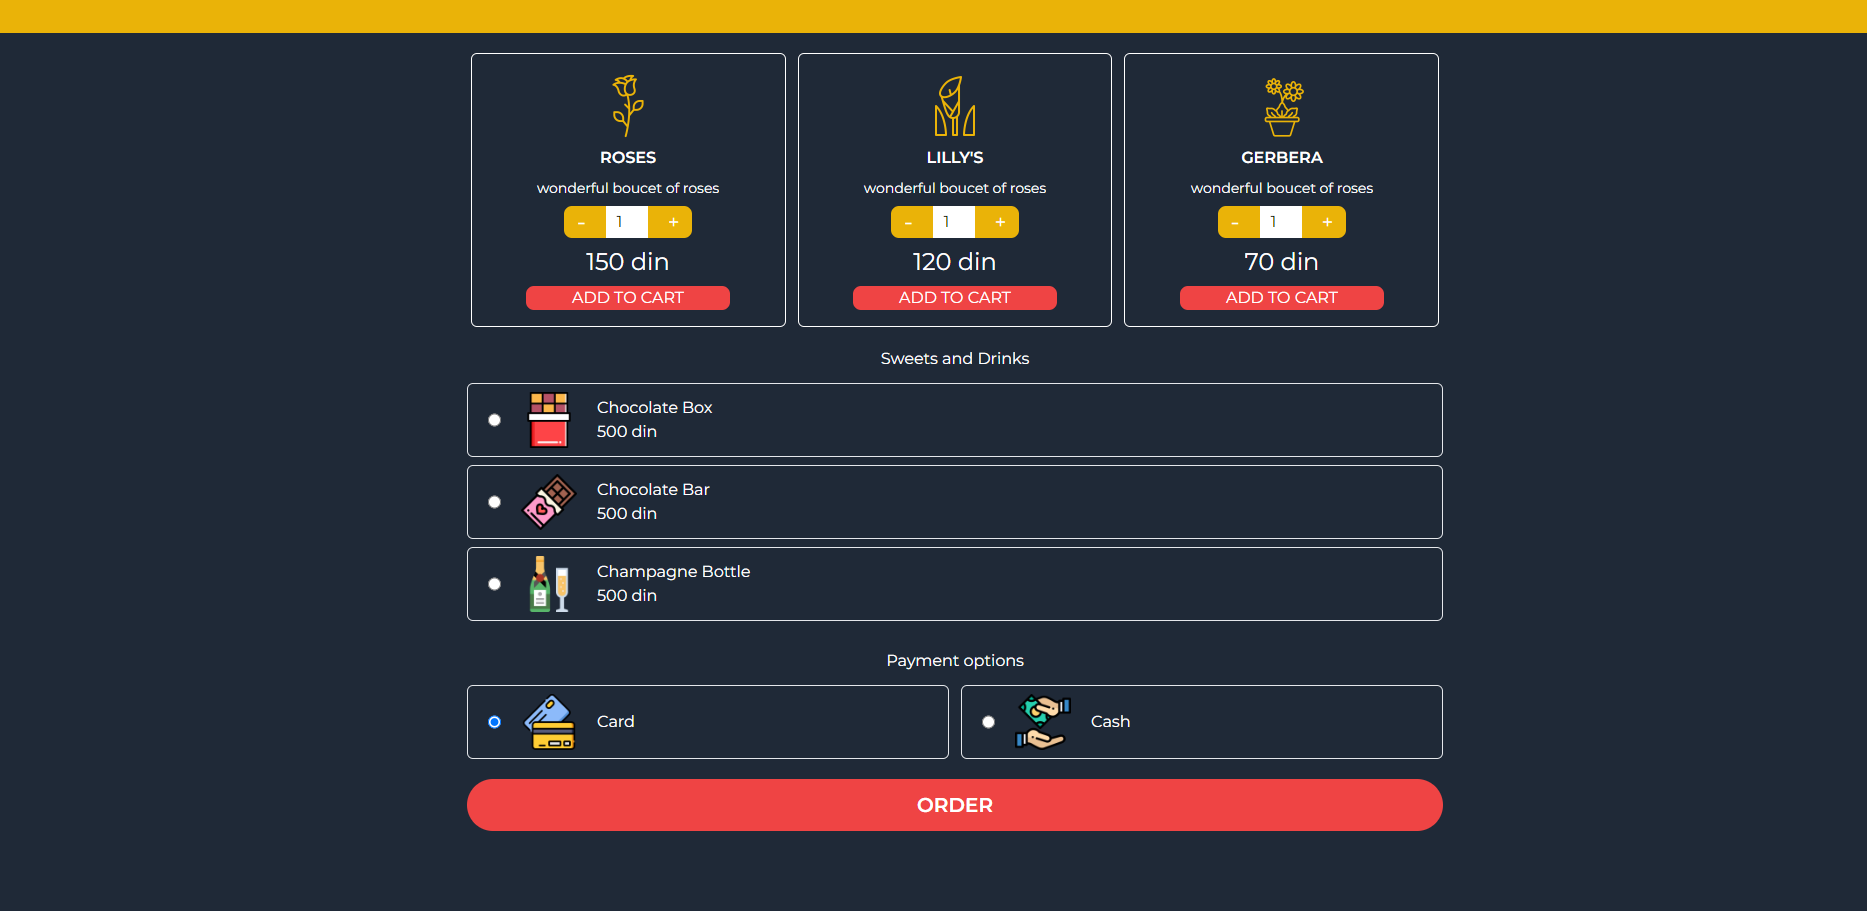 ROSES
wonderful boucet of roses
- 1 +
150 din
ADD TO CART
LILLY'S
wonderful boucet of roses
- 1 +
120 din
ADD TO CART
GERBERA
wonderful boucet of roses
- 1 +
70 din
ADD TO CART
Sweets and Drinks
Chocolate Box
500 din
Chocolate Bar
500 din
Champagne Bottle
500 din
Payment options
Card
Cash
ORDER